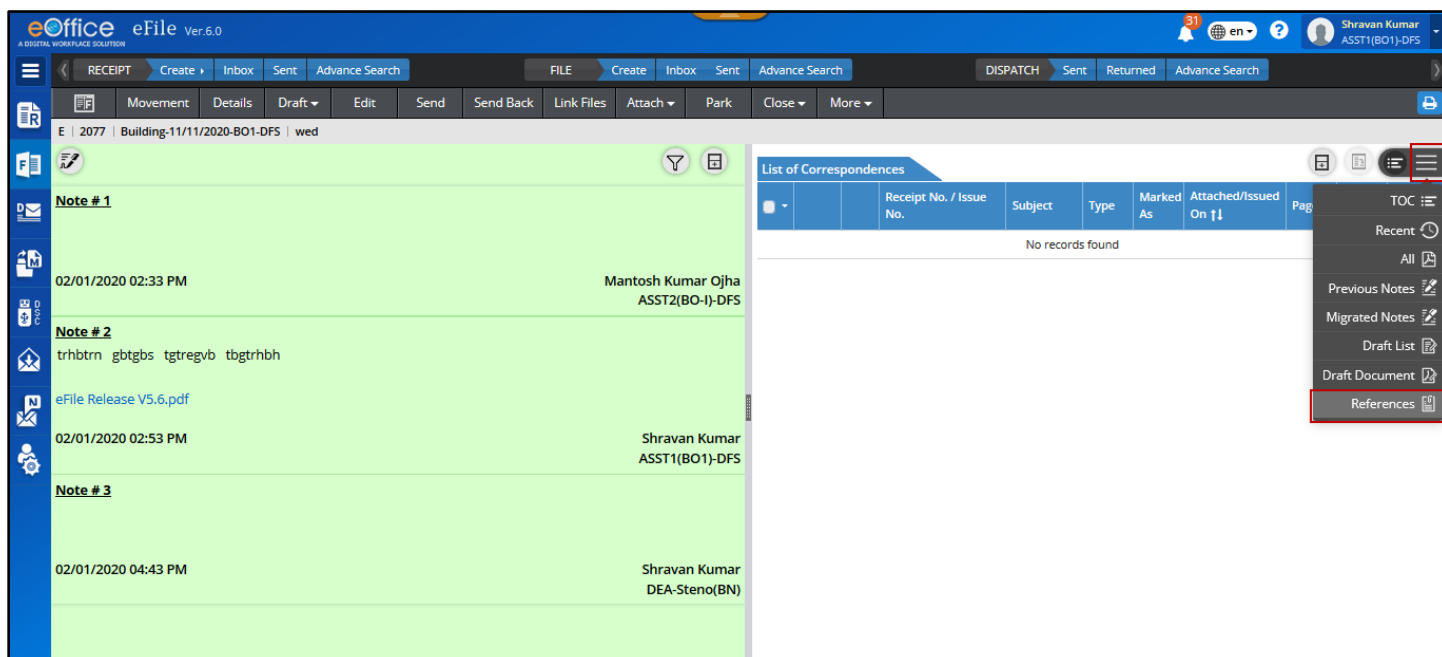 eOffice eFile Ver.6.0
A DIGITAL WORKPLACE SOLUTION
31 en ? Shravan Kumar
ASST1(BO1)-DFS
RECEIPT Create Inbox Sent Advance Search FILE Create Inbox Sent Advance Search DISPATCH Sent Returned Advance Search
Movement Details Draft Edit Send Send Back Link Files Attach Park Close More
E | 2077 | Building-11/11/2020-BO1-DFS | wed
Note # 1
02/01/2020 02:33 PM Mantosh Kumar Ojha
ASST2(BO-I)-DFS
Note # 2
trhbtrn gbtgbs tgtregvb tbgtrhbh
eFile Release V5.6.pdf
02/01/2020 02:53 PM Shravan Kumar
ASST1(BO1)-DFS
Note # 3
02/01/2020 04:43 PM Shravan Kumar
DEA-Steno(BN)
List of Correspondences
Receipt No. / Issue No. Subject Type Marked As Attached/Issued On Pag
No records found
TOC
Recent
All
Previous Notes
Migrated Notes
Draft List
Draft Document
References
R
F
D
M
DSC
N